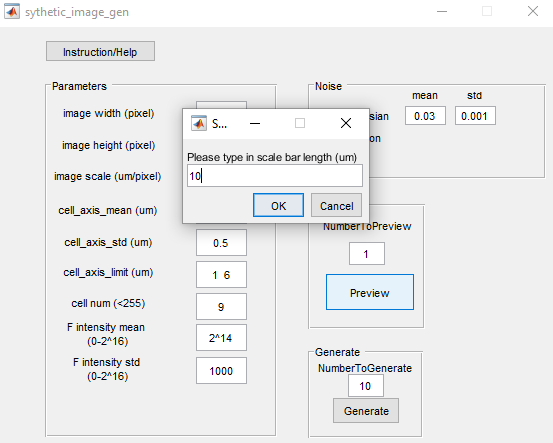 sythetic_image_gen
Instruction/Help
Parameters
image width (pixel)
image height (pixel)
image scale (um/pixel)
cell_axis_mean (um)
cell_axis_std (um)
0.5
cell_axis_limit (um)
1 6
cell num (<255)
9
F intensity mean
(0-2^16)
2^14
F intensity std
(0-2^16)
1000
S...
Please type in scale bar length (um)
10
OK
Cancel
Noise
mean
std
sian
0.03
0.001
on
NumberToPreview
1
Preview
Generate
NumberToGenerate
10
Generate